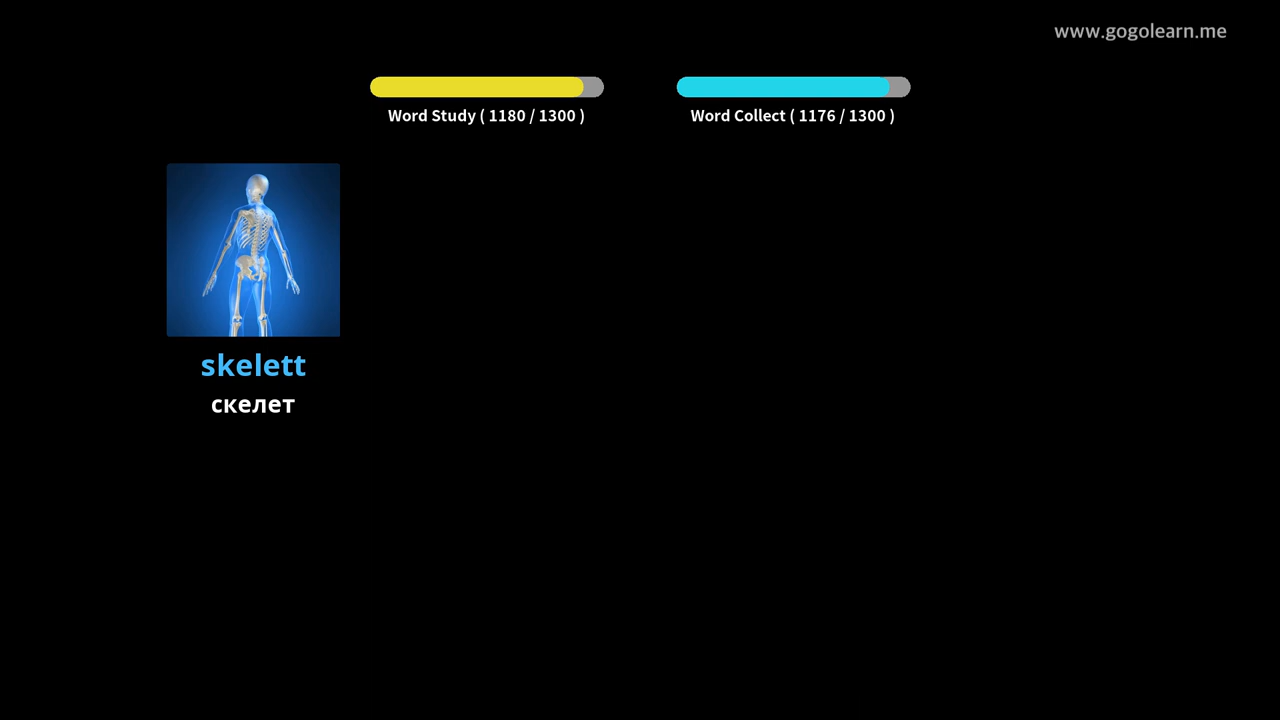 www.gogolearn.me
Word Study ( 1180 / 1300 )
Word Collect ( 1176 / 1300 )
skelett
скелет